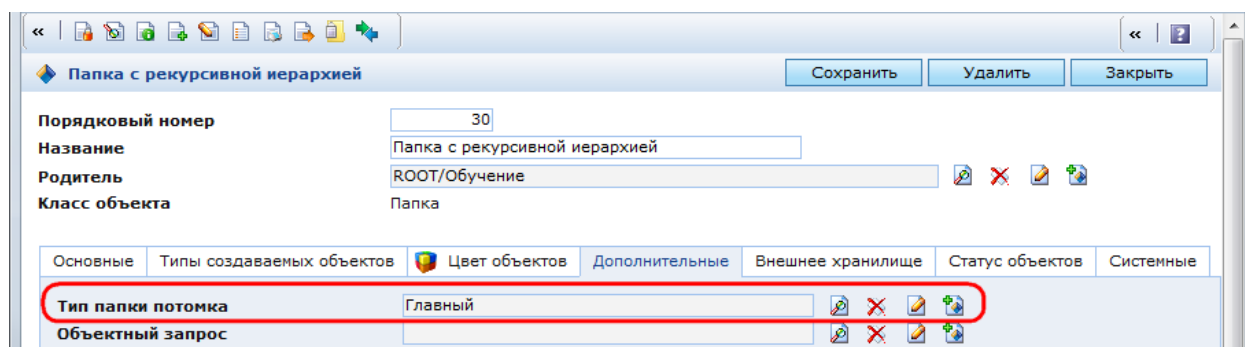 « « ?
Папка с рекурсивной иерархией Сохранить Удалить Закрыть
Порядковый номер 30
Название Папка с рекурсивной иерархией
Родитель ROOT/Обучение
Класс объекта Папка
Основные Типы создаваемых объектов Цвет объектов Дополнительные Внешнее хранилище Статус объектов Системные
Тип папки потомка Главный
Объектный запрос